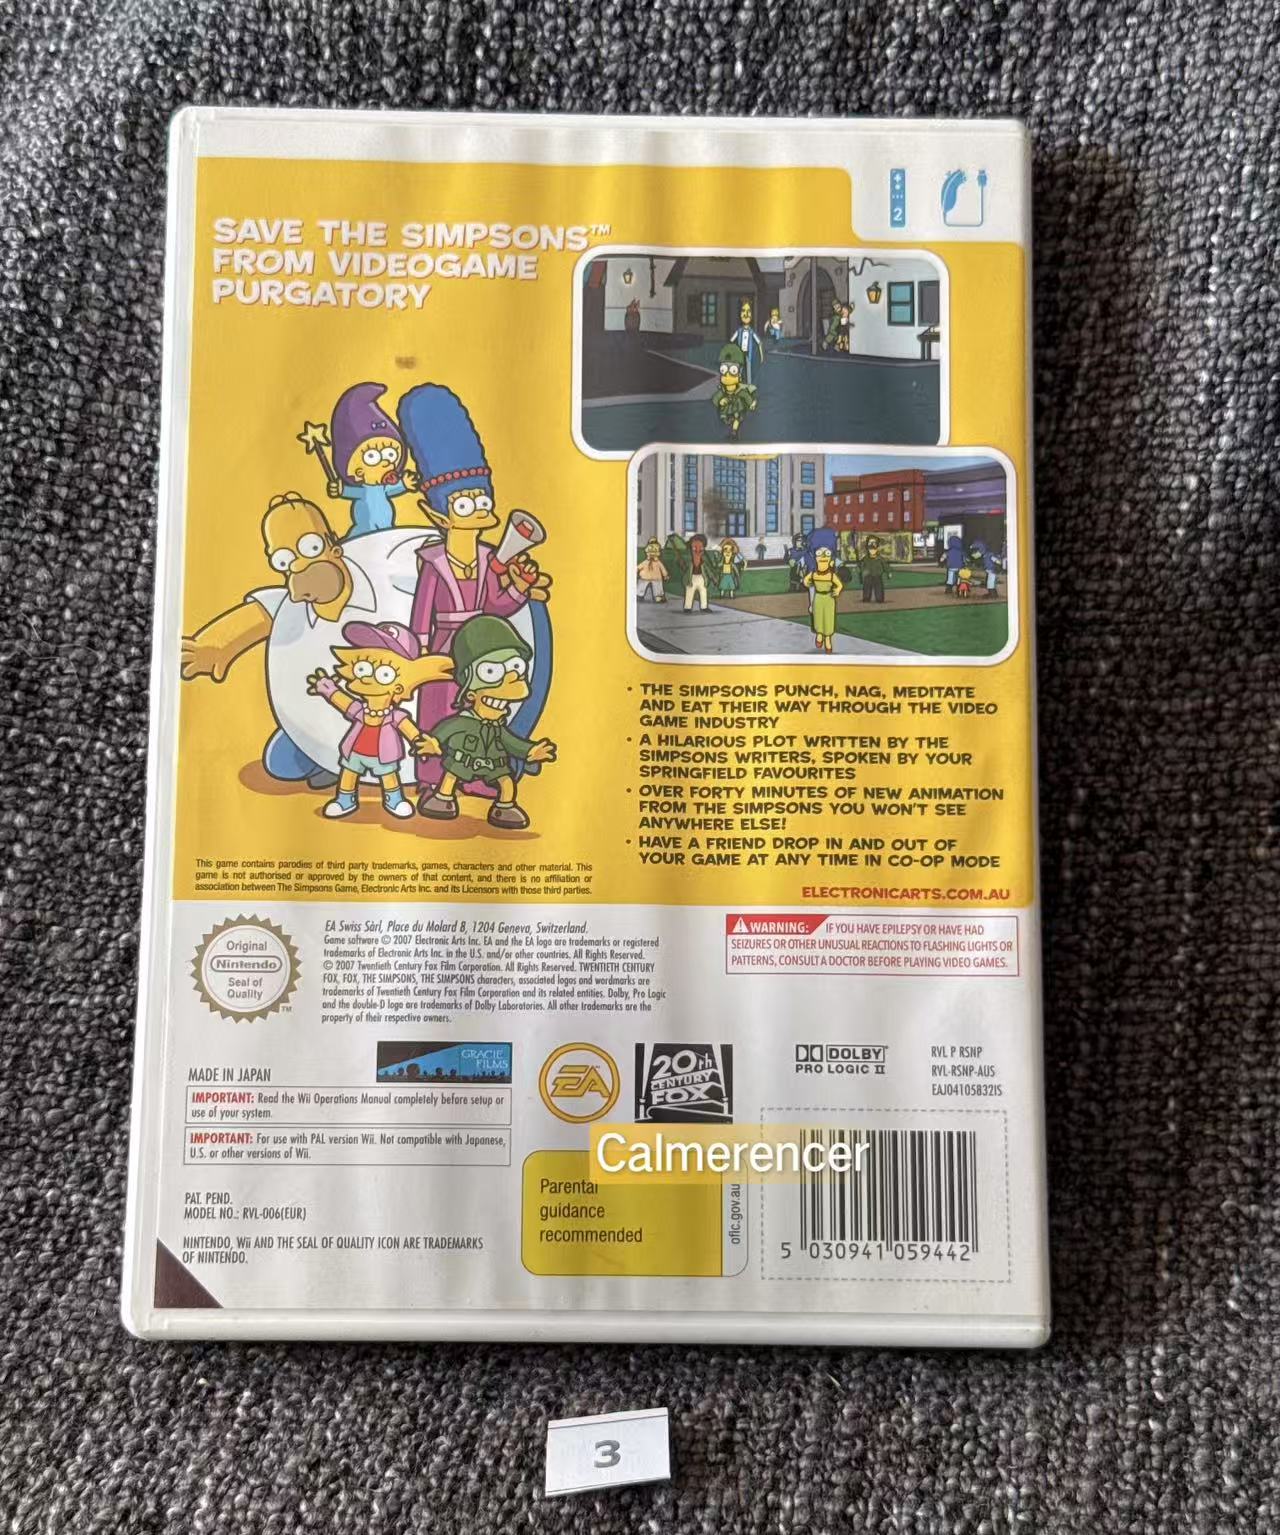 2
SAVE THE SIMPSONS™
FROM VIDEOGAME
PURGATORY
• THE SIMPSONS PUNCH, NAG, MEDITATE
AND EAT THEIR WAY THROUGH THE VIDEO
GAME INDUSTRY
• A HILARIOUS PLOT WRITTEN BY THE
SIMPSONS WRITERS, SPOKEN BY YOUR
SPRINGFIELD FAVOURITES
• OVER FORTY MINUTES OF NEW ANIMATION
FROM THE SIMPSONS YOU WON'T SEE
ANYWHERE ELSE!
• HAVE A FRIEND DROP IN AND OUT OF
YOUR GAME AT ANY TIME IN CO-OP MODE
This game contains parodies of third party trademarks, games, characters and other material. This
game is not authorised or approved by the owners of that content, and there is no affiliation or
association between The Simpsons Game, Electronic Arts Inc. and its Licensors with those third parties.
ELECTRONICARTS.COM.AU
Original
Nintendo
Seal of
Quality
TM
EA Swiss Sàrl, Place du Molard 8, 1204 Geneva, Switzerland.
Game software © 2007 Electronic Arts Inc. EA and the EA logo are trademarks or registered
trademarks of Electronic Arts Inc. in the U.S. and/or other countries. All Rights Reserved.
© 2007 Twentieth Century Fox Film Corporation. All Rights Reserved. TWENTIETH CENTURY
FOX, FOX, THE SIMPSONS, THE SIMPSONS characters, associated logos and wordmarks are
trademarks of Twentieth Century Fox Film Corporation and its related entities. Dolby, Pro Logic
and the double-D logo are trademarks of Dolby Laboratories. All other trademarks are the
property of their respective owners.
WARNING: IF YOU HAVE EPILEPSY OR HAVE HAD
SEIZURES OR OTHER UNUSUAL REACTIONS TO FLASHING LIGHTS OR
PATTERNS, CONSULT A DOCTOR BEFORE PLAYING VIDEO GAMES.
MADE IN JAPAN
GRACIE
FILMS
EA
20th
CENTURY
FOX
DOLBY
PRO LOGIC II
RVL P RSNP
RVL-RSNP-AUS
EAJ04105832IS
IMPORTANT: Read the Wii Operations Manual completely before setup or
use of your system.
IMPORTANT: For use with PAL version Wii. Not compatible with Japanese,
U.S. or other versions of Wii.
Calmerencer
PAT. PEND.
MODEL NO.: RVL-006(EUR)
NINTENDO, Wii AND THE SEAL OF QUALITY ICON ARE TRADEMARKS
OF NINTENDO.
Parental
guidance
recommended
oflc.gov.au
5 030941 059442
3